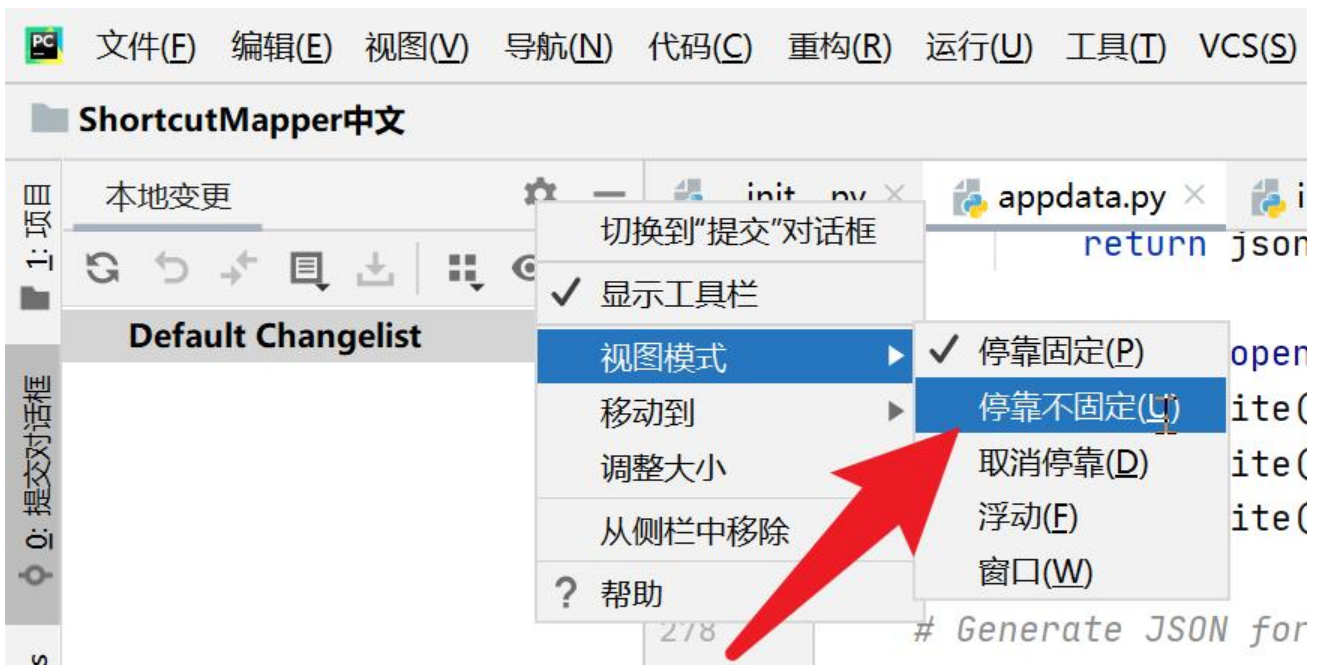 PC 文件(F) 编辑(E) 视图(V) 导航(N) 代码(C) 重构(R) 运行(U) 工具(T) VCS(S)
ShortcutMapper中文
1: 项目
本地变更
init py
appdata.py
i
切换到“提交”对话框
return json
显示工具栏
Default Changelist
视图模式
停靠固定(P)
open
0: 提交对话框
移动到
停靠不固定(U)
ite(
调整大小
取消停靠(D)
ite(
从侧栏中移除
浮动(F)
ite(
窗口(W)
? 帮助
278
# Generate JSON for
s